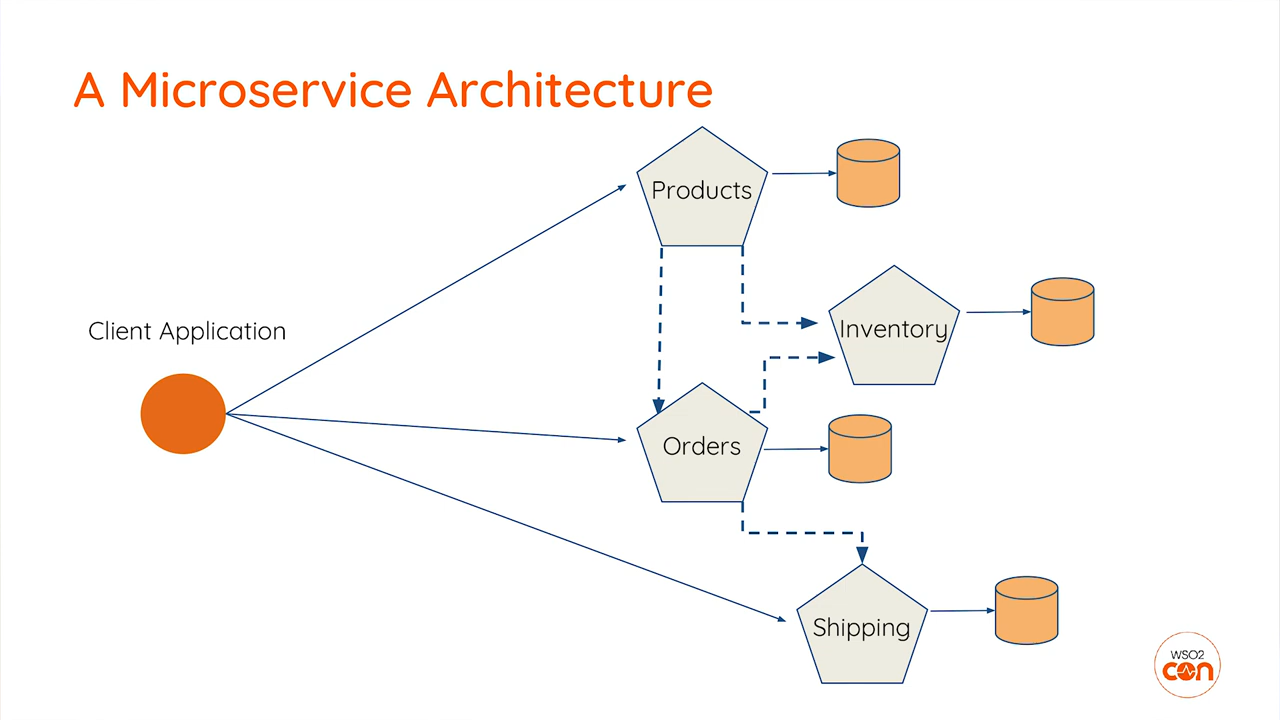 A Microservice Architecture
Products
Client Application
Inventory
Orders
Shipping
WSO2
con